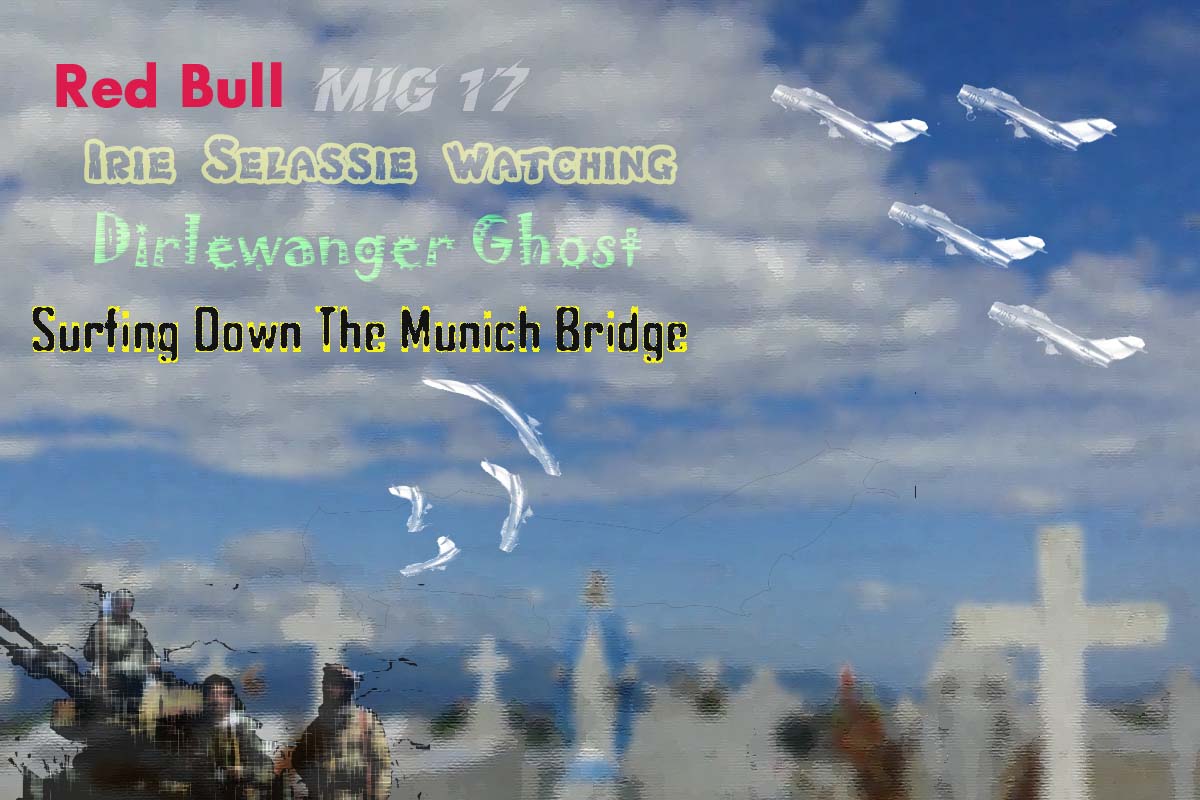 Red Bull MIG 17
Irie Selassie Watching
Dirlewanger Ghost
Surfing Down The Munich Bridge